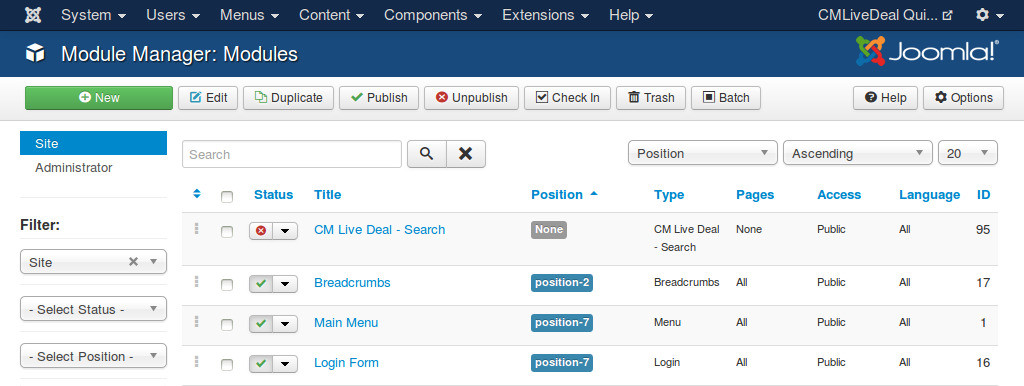 System Users Menus Content Components Extensions Help CMLiveDeal Qui...
Module Manager: Modules Joomla!®
New Edit Duplicate Publish Unpublish Check In Trash Batch Help Options
Site
Administrator
Search Position Ascending 20
Status Title Position Type Pages Access Language ID
Filter:
CM Live Deal - Search None CM Live Deal None Public All 95
- Search
Site
Breadcrumbs position-2 Breadcrumbs All Public All 17
- Select Status -
Main Menu position-7 Menu All Public All 1
- Select Position -
Login Form position-7 Login All Public All 16